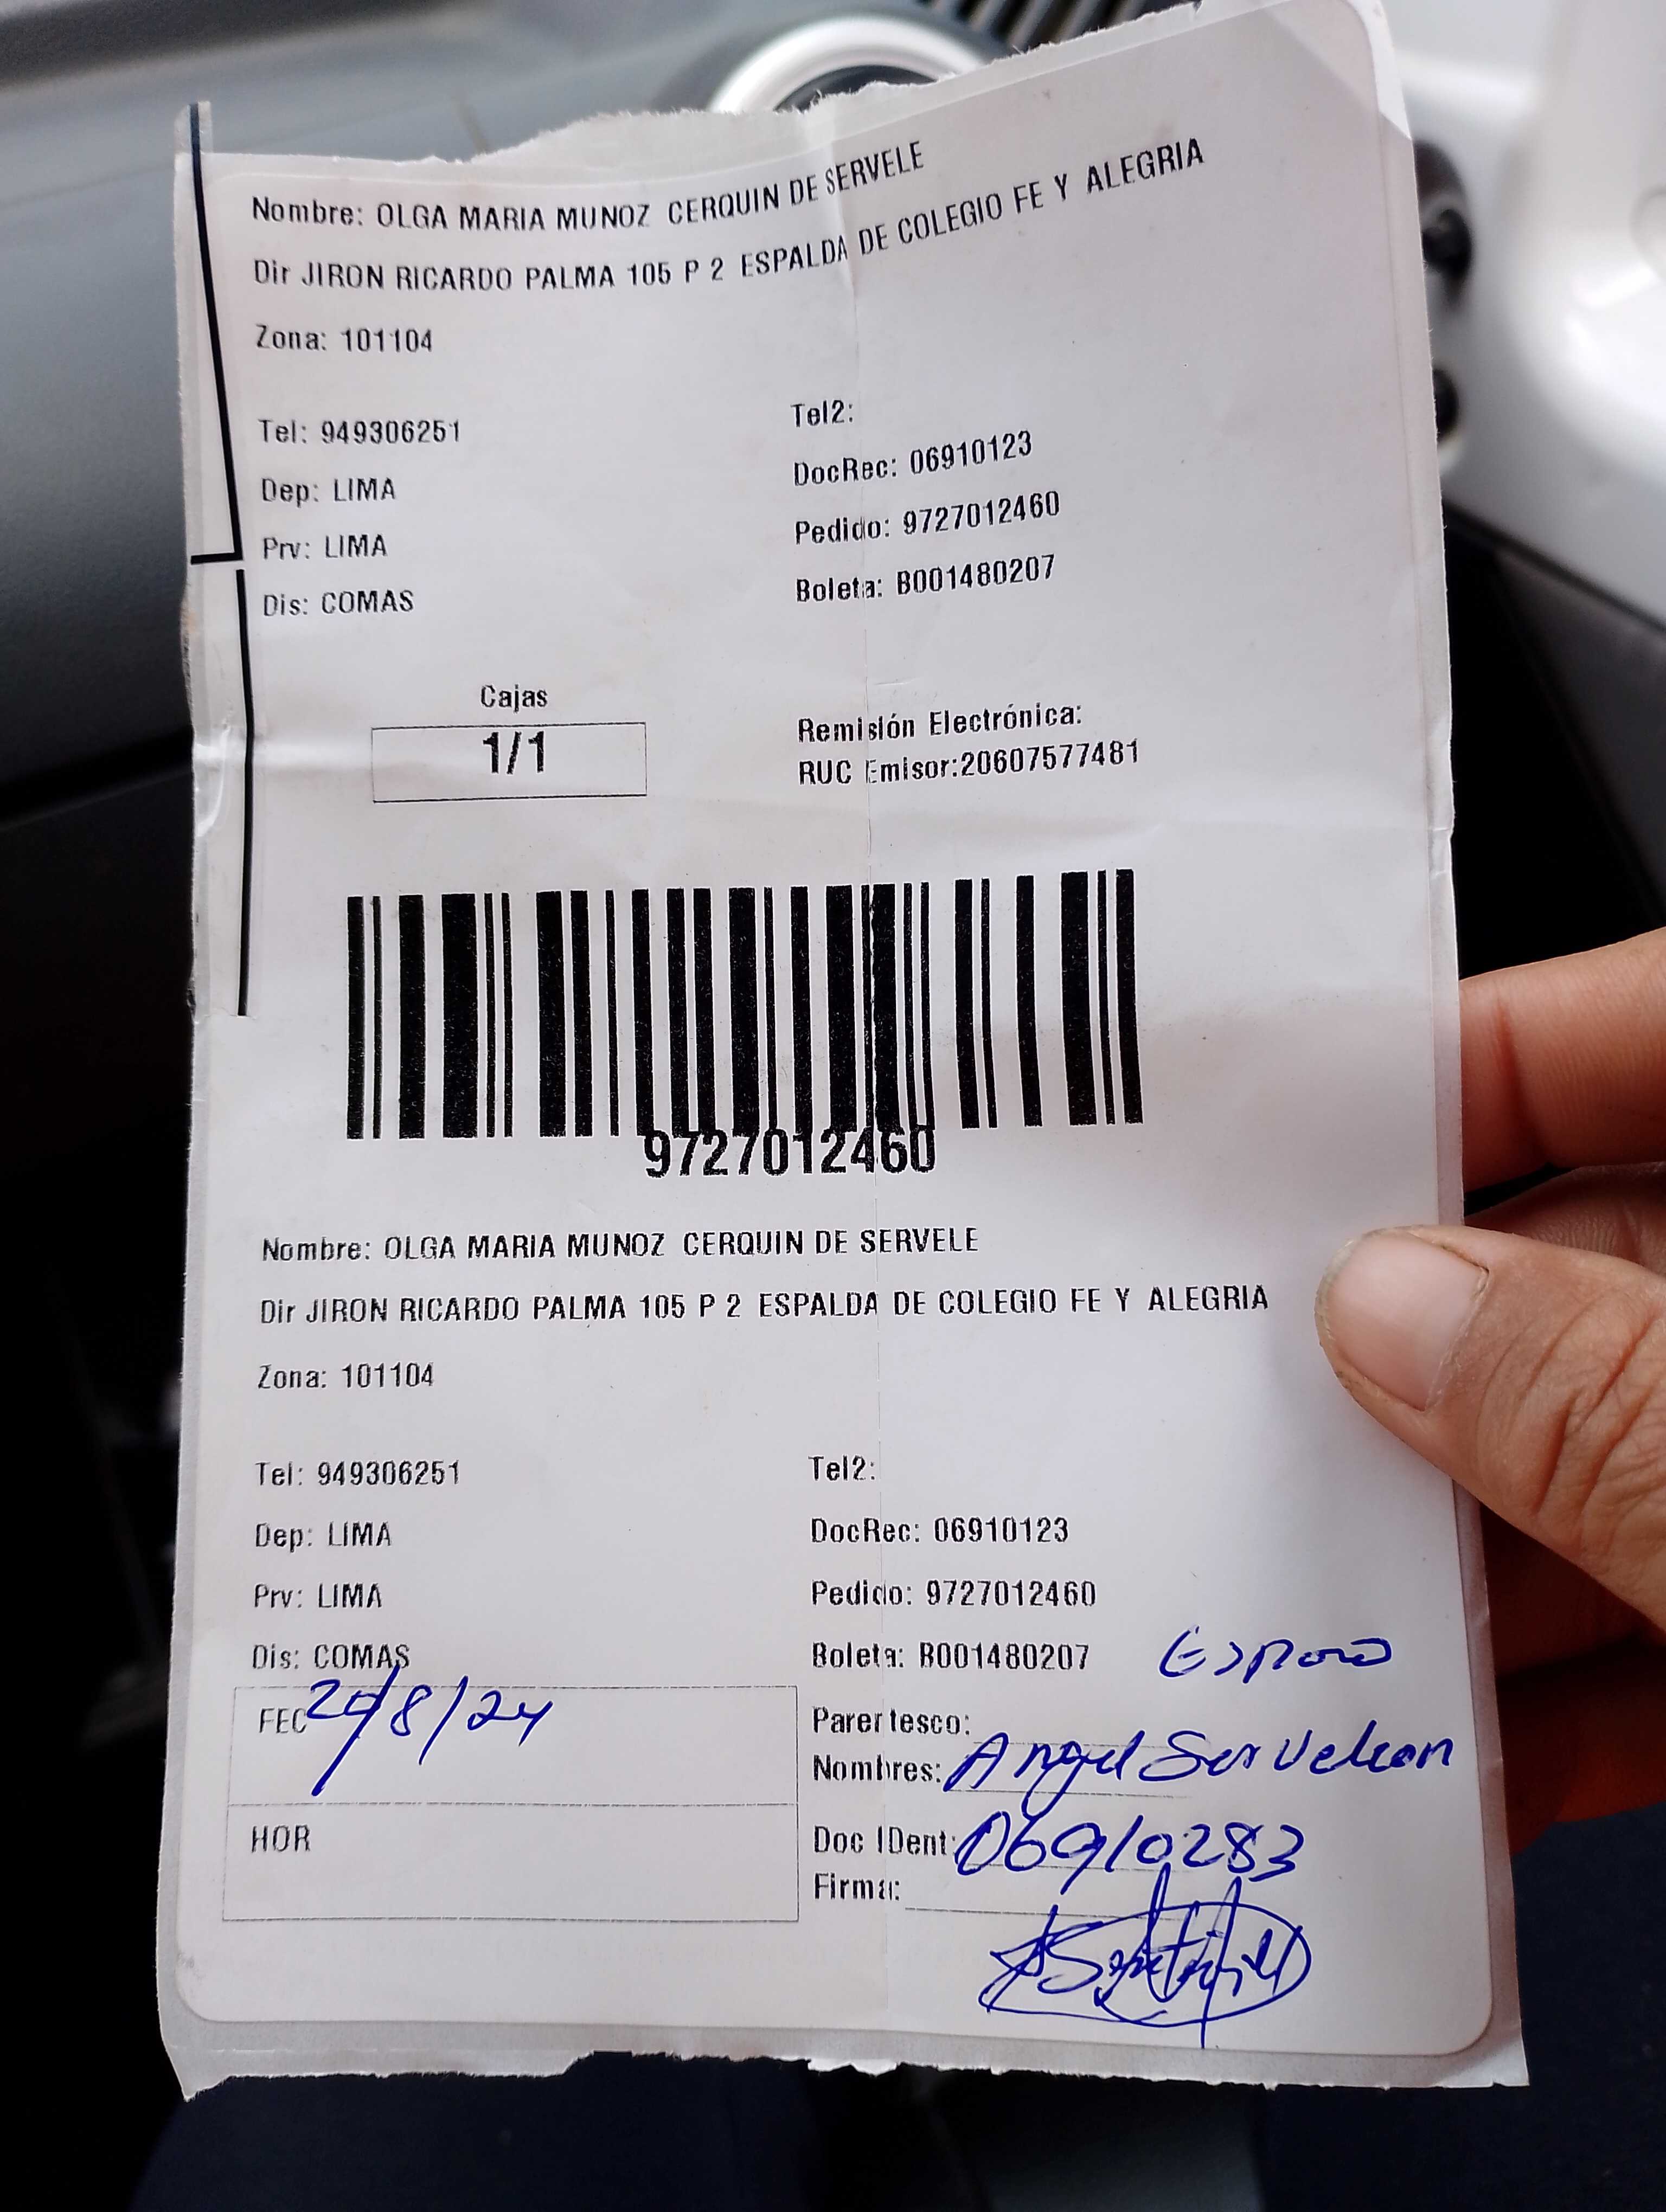 Nombre: OLGA MARIA MUNOZ CERQUIN DE SERVELE
Dir JIRON RICARDO PALMA 105 P 2 ESPALDA DE COLEGIO FE Y ALEGRIA
Zona: 101104
Tel: 949306251 Tel2:
Dep: LIMA DocRec: 06910123
Prv: LIMA Pedido: 9727012460
Dis: COMAS Boleta: B001480207
Cajas
1/1
Remisión Electrónica:
RUC Emisor:20607577481
9727012460
Nombre: OLGA MARIA MUNOZ CERQUIN DE SERVELE
Dir JIRON RICARDO PALMA 105 P 2 ESPALDA DE COLEGIO FE Y ALEGRIA
Zona: 101104
Tel: 949306251 Tel2:
Dep: LIMA DocRec: 06910123
Prv: LIMA Pedido: 9727012460
Dis: COMAS Boleta: B001480207
FEC
Parentesco:
Nombres: Angel
HOR
Doc IDent: 06910283
Firma: